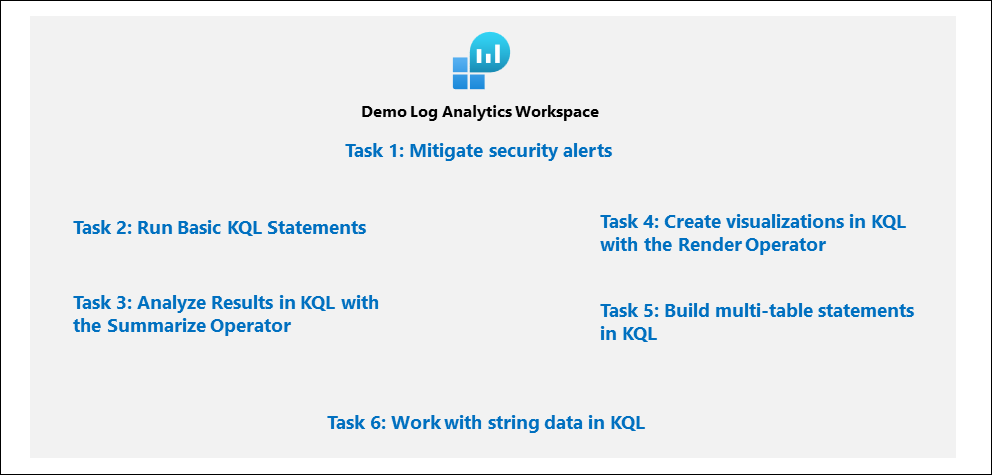 Demo Log Analytics Workspace
Task 1: Mitigate security alerts
Task 2: Run Basic KQL Statements
Task 3: Analyze Results in KQL with
the Summarize Operator
Task 4: Create visualizations in KQL
with the Render Operator
Task 5: Build multi-table statements
in KQL
Task 6: Work with string data in KQL